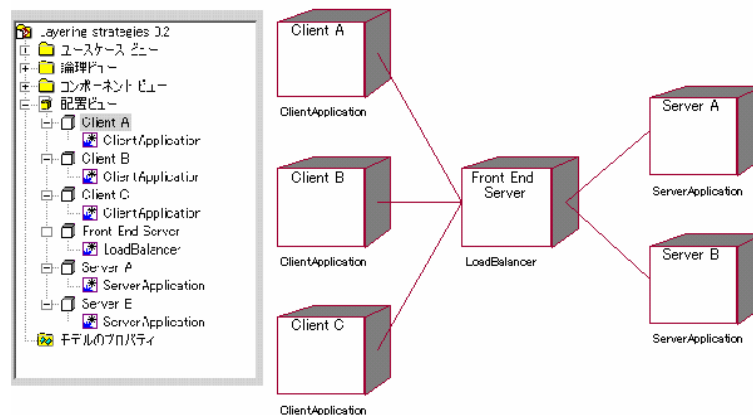 Layering strategies 0.2
ユースケース ビュー
論理ビュー
コンポーネント ビュー
配置ビュー
Client A
ClientApplication
Client B
ClientApplication
Client C
ClientApplication
Front End Server
LoadBalancer
Server A
ServerApplication
Server E
ServerApplication
モデルのプロパティ
Client A
ClientApplication
Client B
ClientApplication
Client C
ClientApplication
Front End
Server
LoadBalancer
Server A
ServerApplication
Server B
ServerApplication